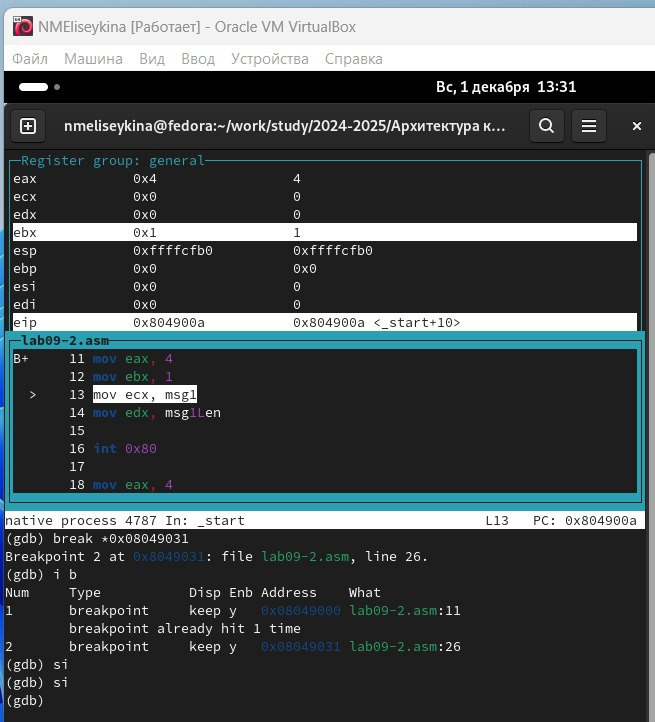 NMEliseykina [Работает] - Oracle VM VirtualBox
Файл Машина Вид Ввод Устройства Справка
Вс, 1 декабря 13:31
nmeliseykina@fedora:~/work/study/2024-2025/Архитектура к...
Register group: general
eax 0x4 4
ecx 0x0 0
edx 0x0 0
ebx 0x1 1
esp 0xffffcfb0 0xffffcfb0
ebp 0x0 0x0
esi 0x0 0
edi 0x0 0
eip 0x804900a 0x804900a <_start+10>
lab09-2.asm
B+ 11 mov eax, 4
12 mov ebx, 1
> 13 mov ecx, msg1
14 mov edx, msg1Len
15
16 int 0x80
17
18 mov eax, 4
native process 4787 In: _start L13 PC: 0x804900a
(gdb) break *0x08049031
Breakpoint 2 at 0x8049031: file lab09-2.asm, line 26.
(gdb) i b
Num Type Disp Enb Address What
1 breakpoint keep y 0x08049000 lab09-2.asm:11
breakpoint already hit 1 time
2 breakpoint keep y 0x08049031 lab09-2.asm:26
(gdb) si
(gdb) si
(gdb)